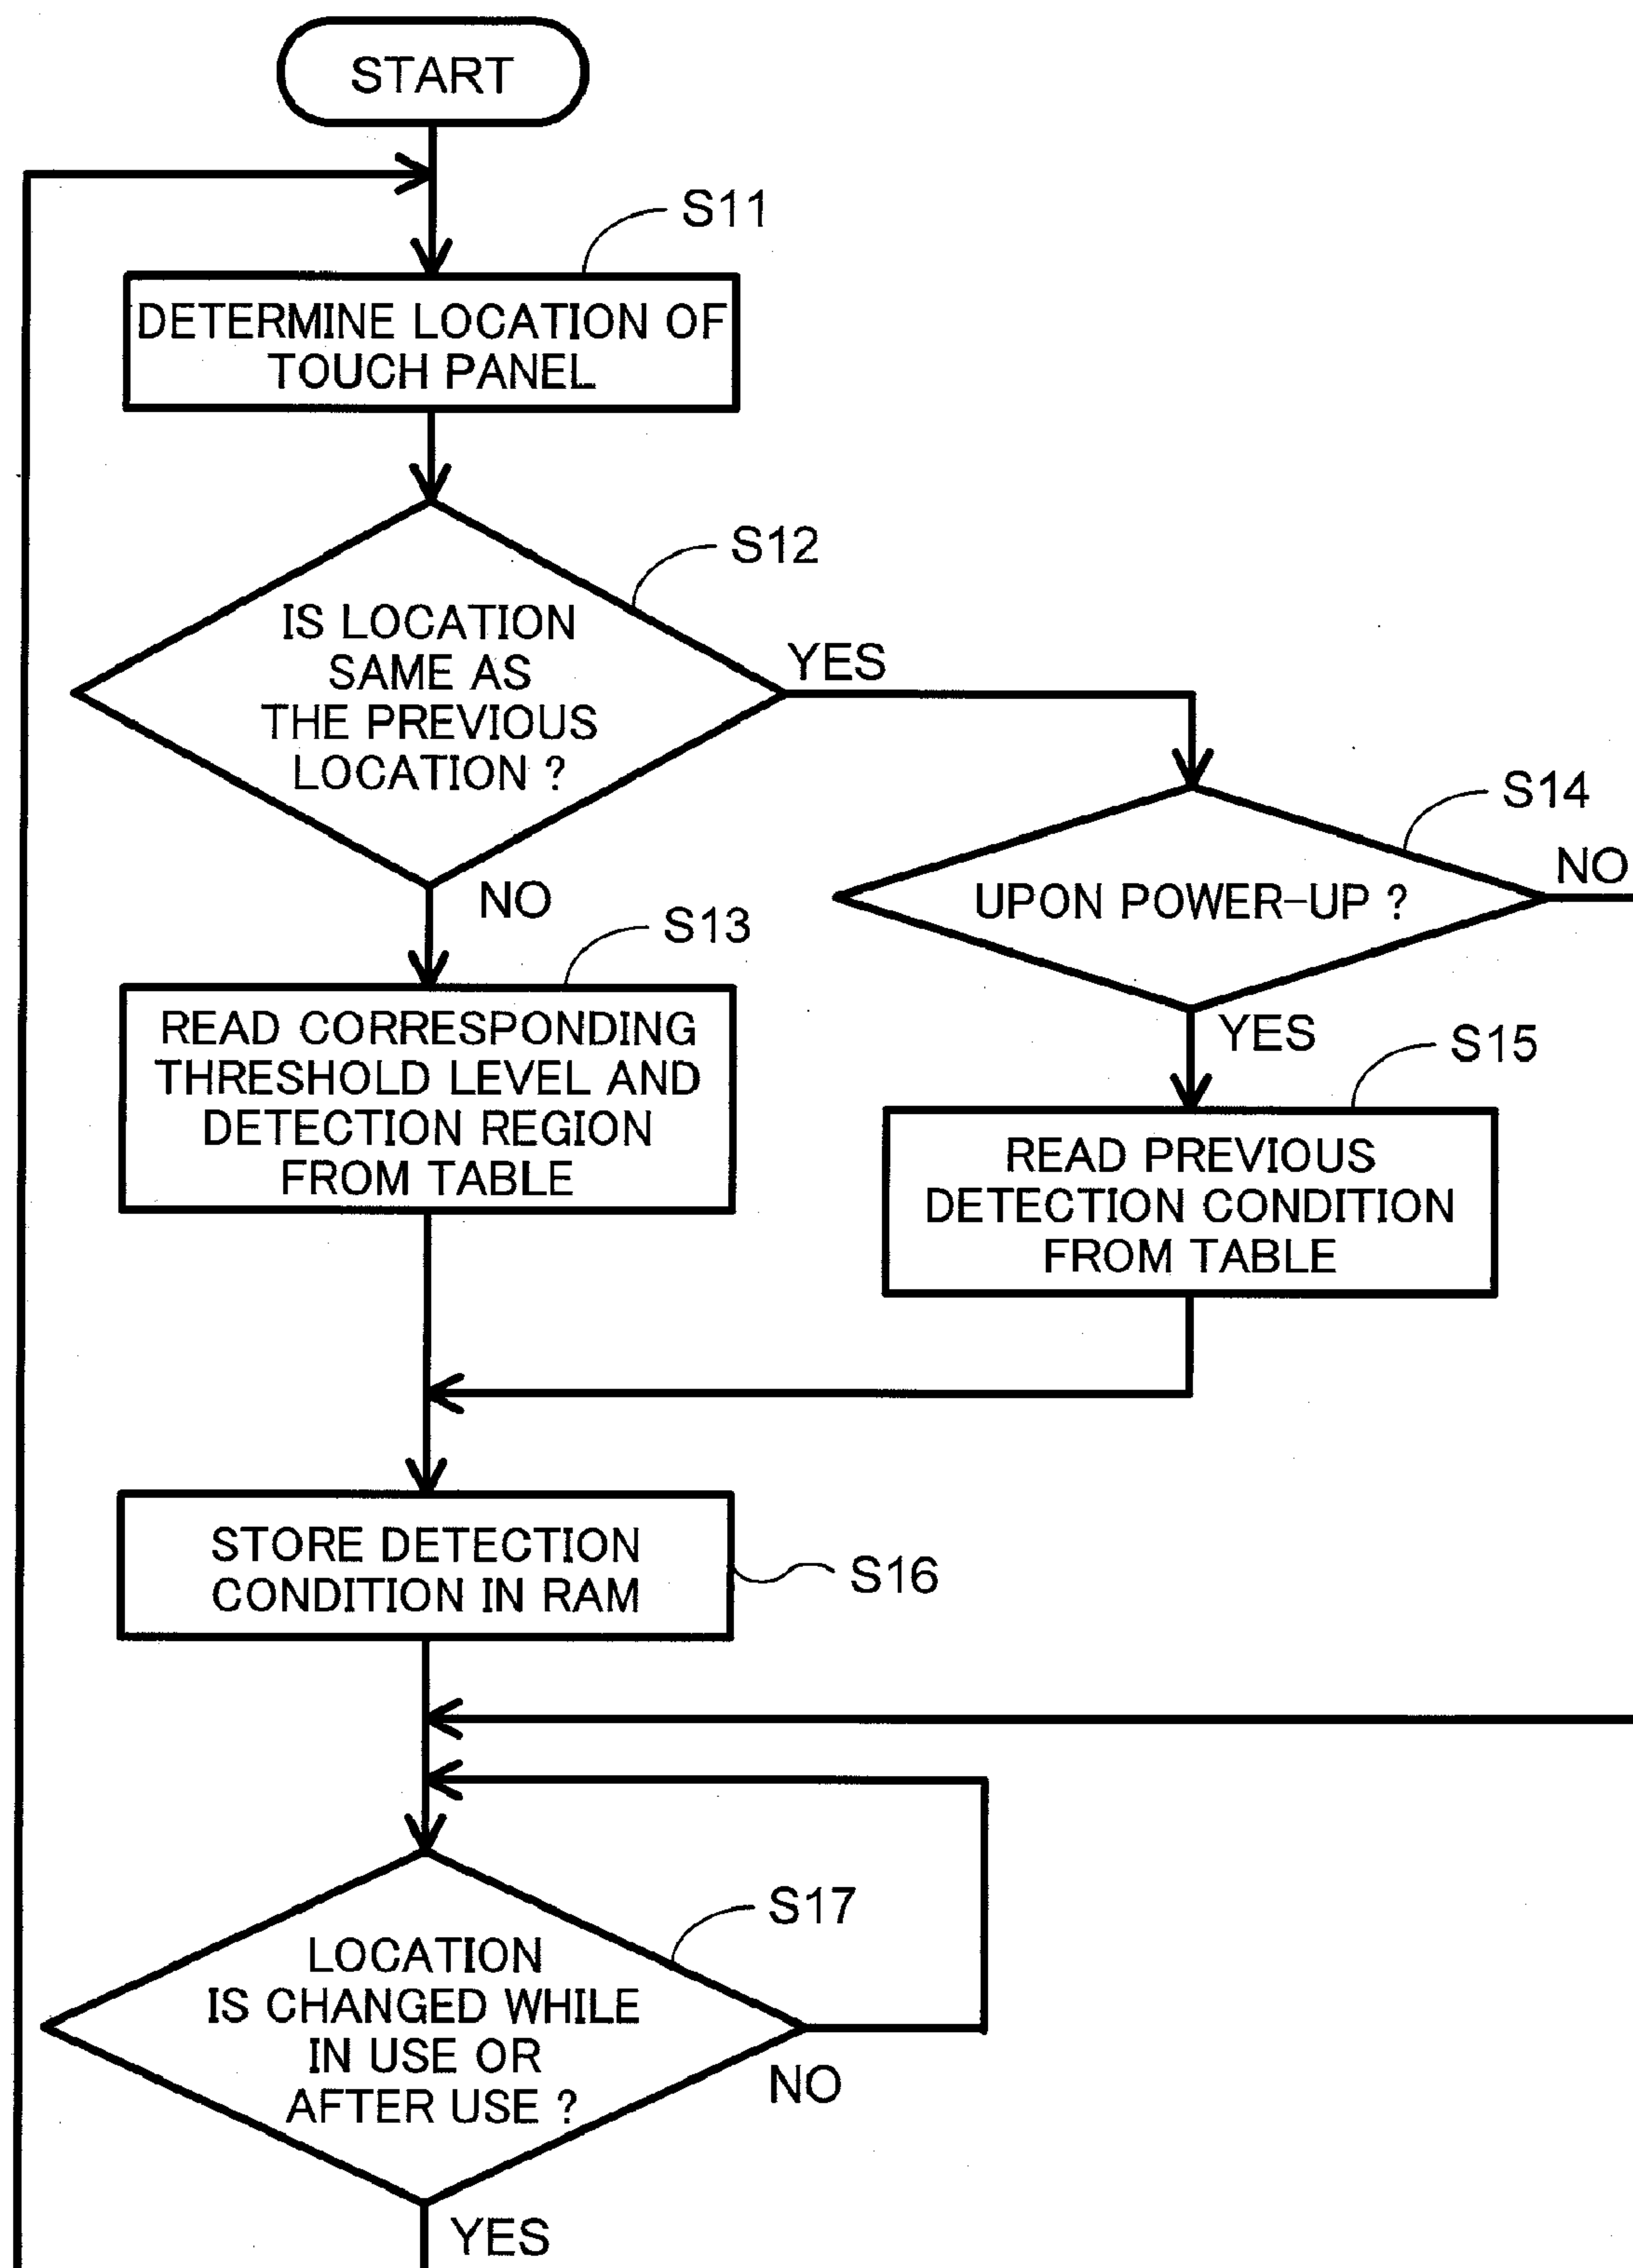 START
S11
DETERMINE LOCATION OF
TOUCH PANEL
S12
IS LOCATION
SAME AS
THE PREVIOUS
LOCATION ?
YES
NO
S14
UPON POWER-UP ?
NO
YES
S13
READ CORRESPONDING
THRESHOLD LEVEL AND
DETECTION REGION
FROM TABLE
S15
READ PREVIOUS
DETECTION CONDITION
FROM TABLE
STORE DETECTION
CONDITION IN RAM
S16
S17
LOCATION
IS CHANGED WHILE
IN USE OR
AFTER USE ?
NO
YES